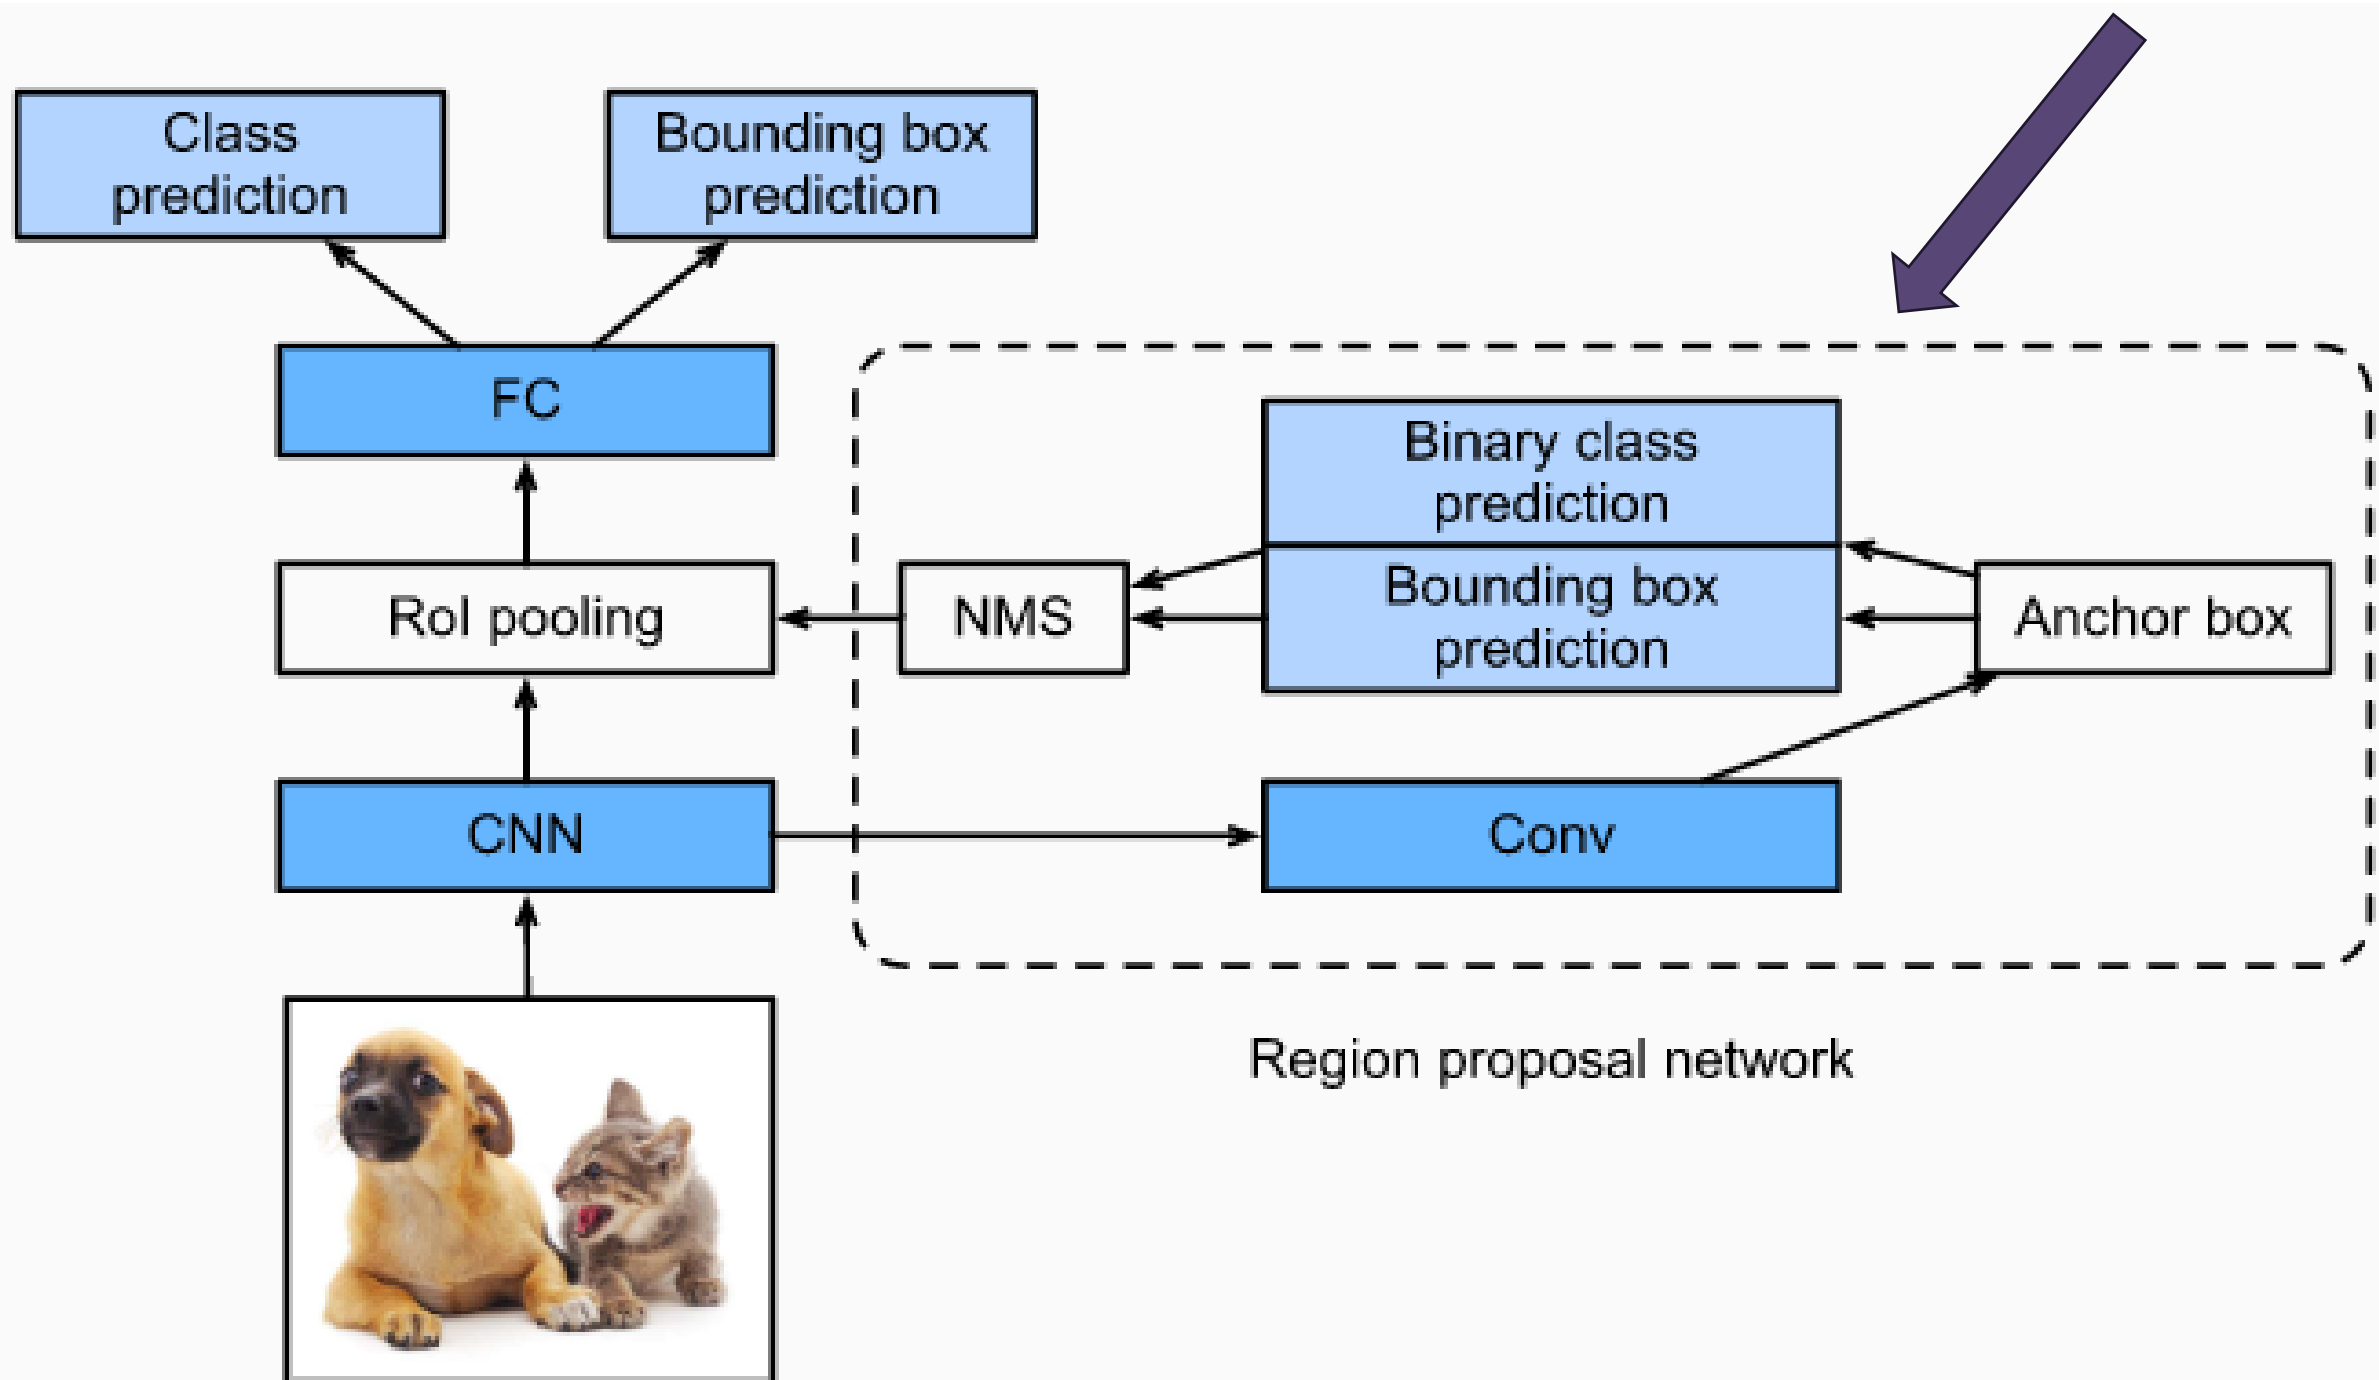 Class
prediction
Bounding box
prediction
FC
Binary class
prediction
RoI pooling
NMS
Bounding box
prediction
Anchor box
CNN
Conv
Region proposal network